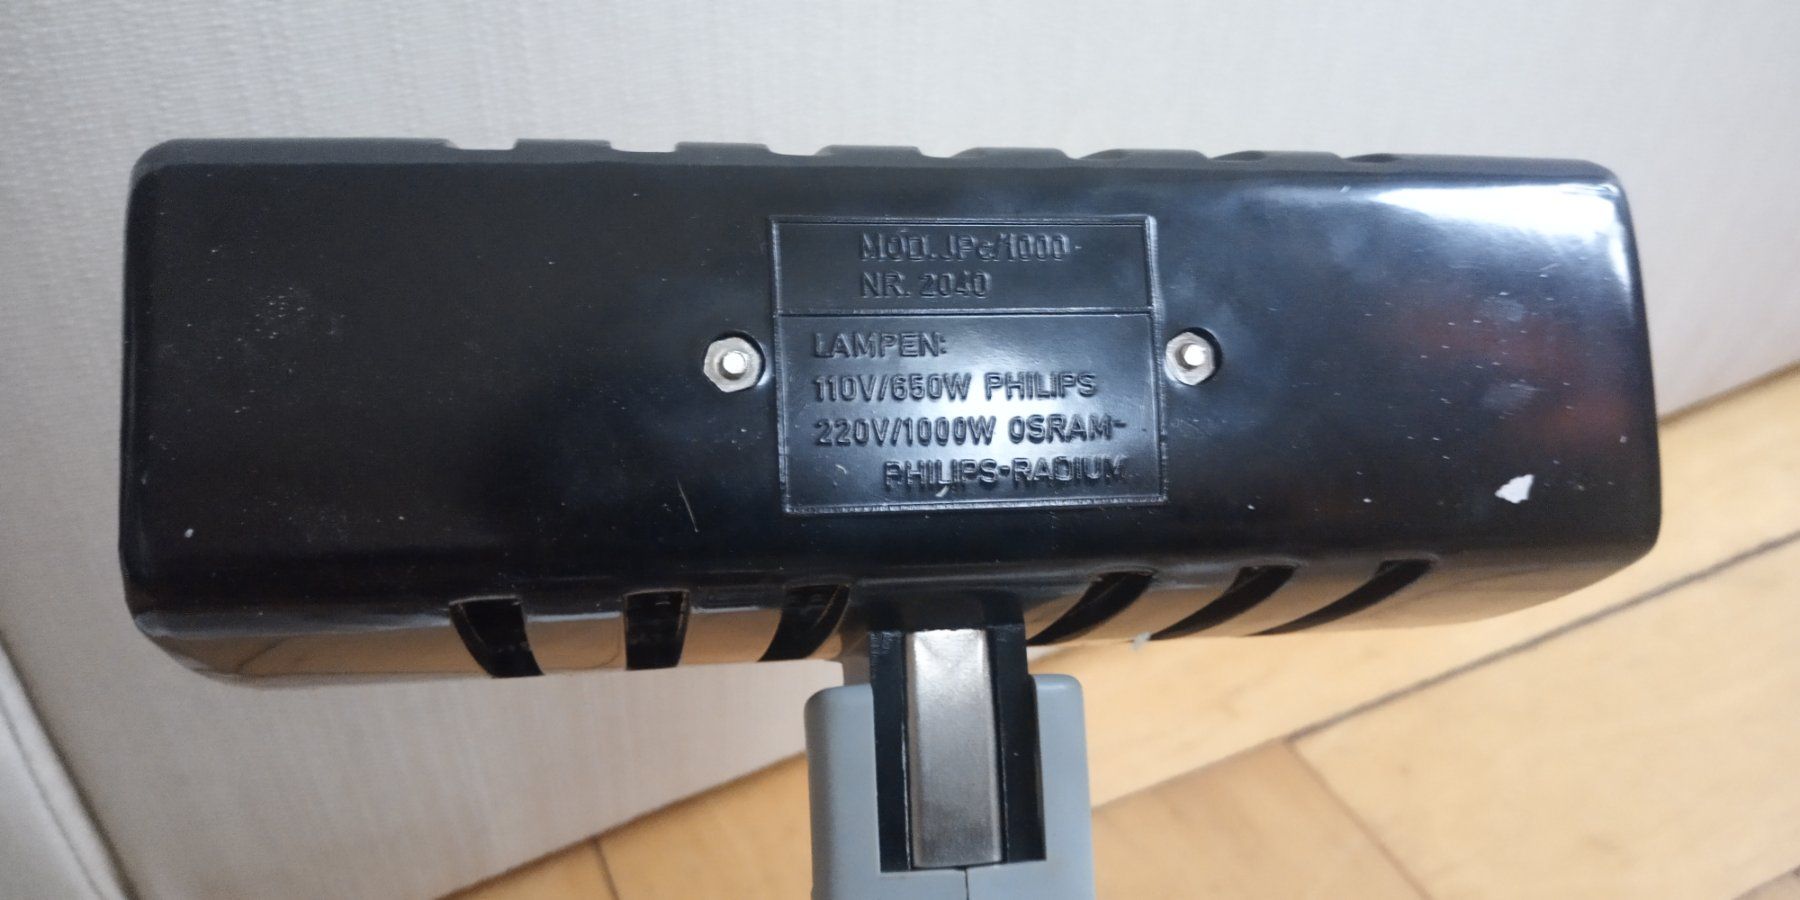 MOD. JPc/1000
NR. 2040
LAMPEN:
110V/650W PHILIPS
220V/1000W OSRAM-
PHILIPS-RADIUM